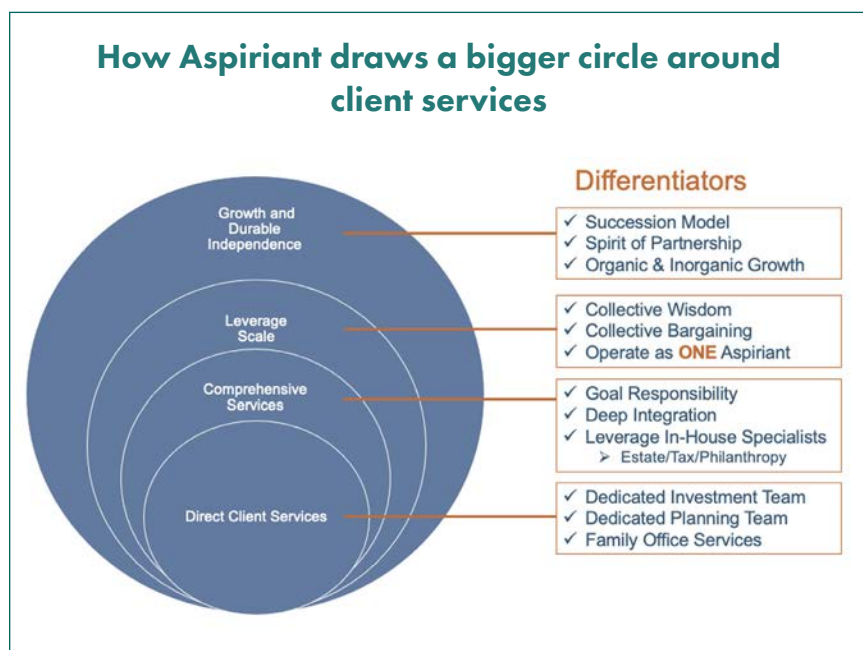 How Aspiriant draws a bigger circle around
client services
Differentiators
Growth and
Durable
Independence
✓ Succession Model
✓ Spirit of Partnership
✓ Organic & Inorganic Growth
Leverage
Scale
✓ Collective Wisdom
✓ Collective Bargaining
✓ Operate as ONE Aspiriant
Comprehensive
Services
✓ Goal Responsibility
✓ Deep Integration
✓ Leverage In-House Specialists
➢ Estate/Tax/Philanthropy
Direct Client Services
✓ Dedicated Investment Team
✓ Dedicated Planning Team
✓ Family Office Services